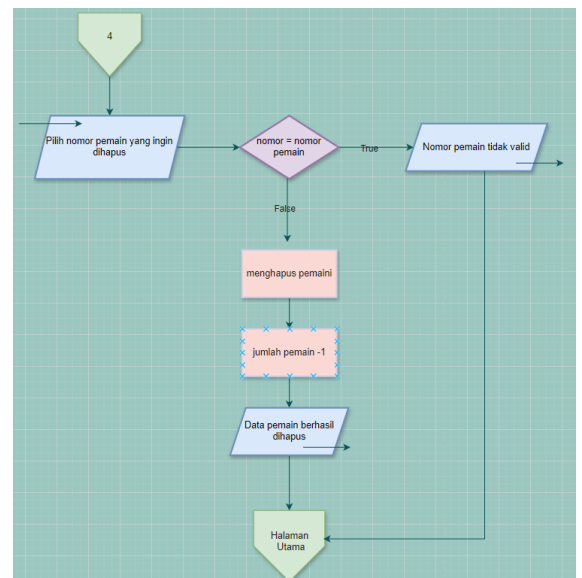 4
Pilih nomor pemain yang ingin
dihapus
nomor = nomor
pemain
True
Nomor pemain tidak valid
False
menghapus pemaini
jumlah pemain -1
Data pemain berhasil
dihapus
Halaman
Utama